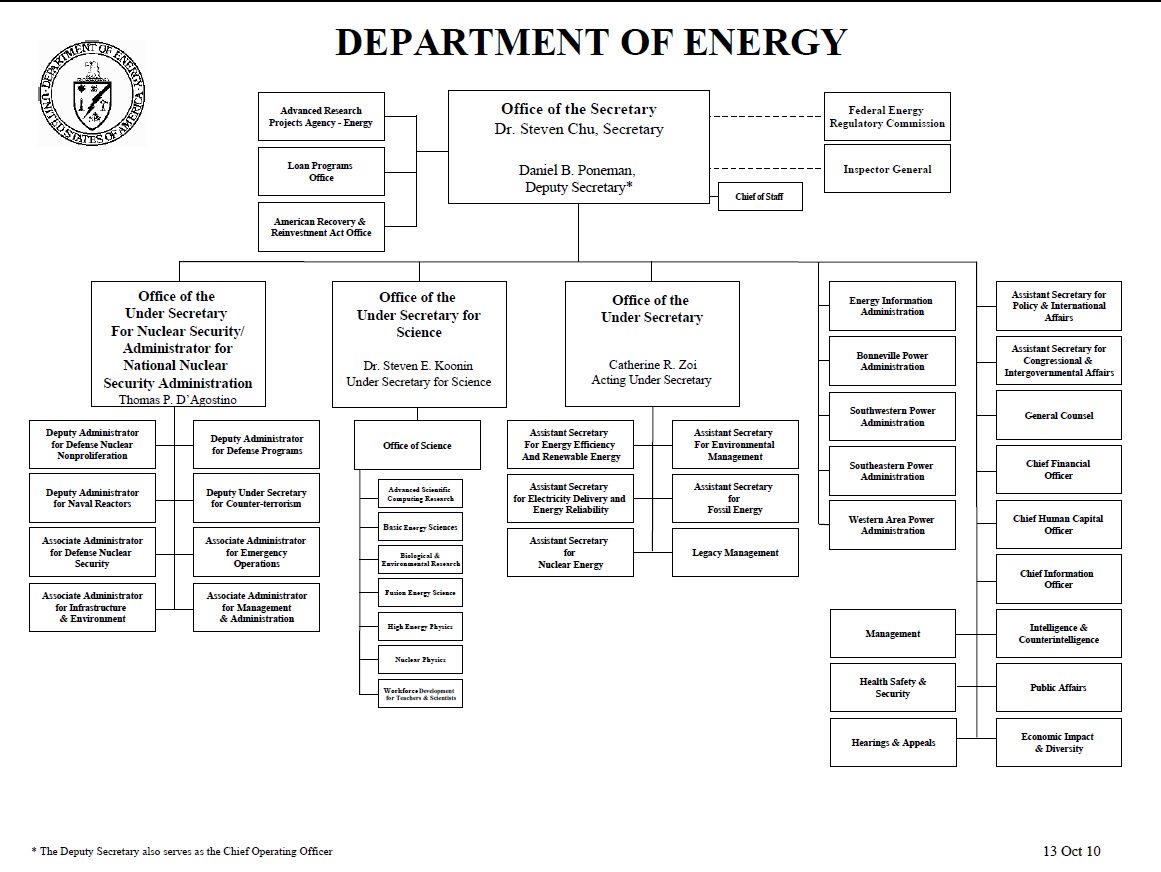 DEPARTMENT OF ENERGY
·DEPARTMENT OF ENERGY·
UNITED STATES OF AMERICA
Advanced Research
Projects Agency - Energy
Loan Programs
Office
American Recovery &
Reinvestment Act Office
Office of the Secretary
Dr. Steven Chu, Secretary
Daniel B. Poneman,
Deputy Secretary*
Federal Energy
Regulatory Commission
Inspector General
Chief of Staff
Office of the
Under Secretary
For Nuclear Security/
Administrator for
National Nuclear
Security Administration
Thomas P. D’Agostino
Deputy Administrator
for Defense Nuclear
Nonproliferation
Deputy Administrator
for Defense Programs
Deputy Administrator
for Naval Reactors
Deputy Under Secretary
for Counter-terrorism
Associate Administrator
for Defense Nuclear
Security
Associate Administrator
for Emergency
Operations
Associate Administrator
for Infrastructure
& Environment
Associate Administrator
for Management
& Administration
Office of the
Under Secretary for
Science
Dr. Steven E. Koonin
Under Secretary for Science
Office of Science
Advanced Scientific
Computing Research
Basic Energy Sciences
Biological &
Environmental Research
Fusion Energy Science
High Energy Physics
Nuclear Physics
Workforce Development
for Teachers & Scientists
Office of the
Under Secretary
Catherine R. Zoi
Acting Under Secretary
Assistant Secretary
For Energy Efficiency
And Renewable Energy
Assistant Secretary
For Environmental
Management
Assistant Secretary
for Electricity Delivery and
Energy Reliability
Assistant Secretary
for
Fossil Energy
Assistant Secretary
for
Nuclear Energy
Legacy Management
Energy Information
Administration
Bonneville Power
Administration
Southwestern Power
Administration
Southeastern Power
Administration
Western Area Power
Administration
Assistant Secretary for
Policy & International
Affairs
Assistant Secretary for
Congressional &
Intergovernmental Affairs
General Counsel
Chief Financial
Officer
Chief Human Capital
Officer
Chief Information
Officer
Management
Intelligence &
Counterintelligence
Health Safety &
Security
Public Affairs
Hearings & Appeals
Economic Impact
& Diversity
* The Deputy Secretary also serves as the Chief Operating Officer
13 Oct 10